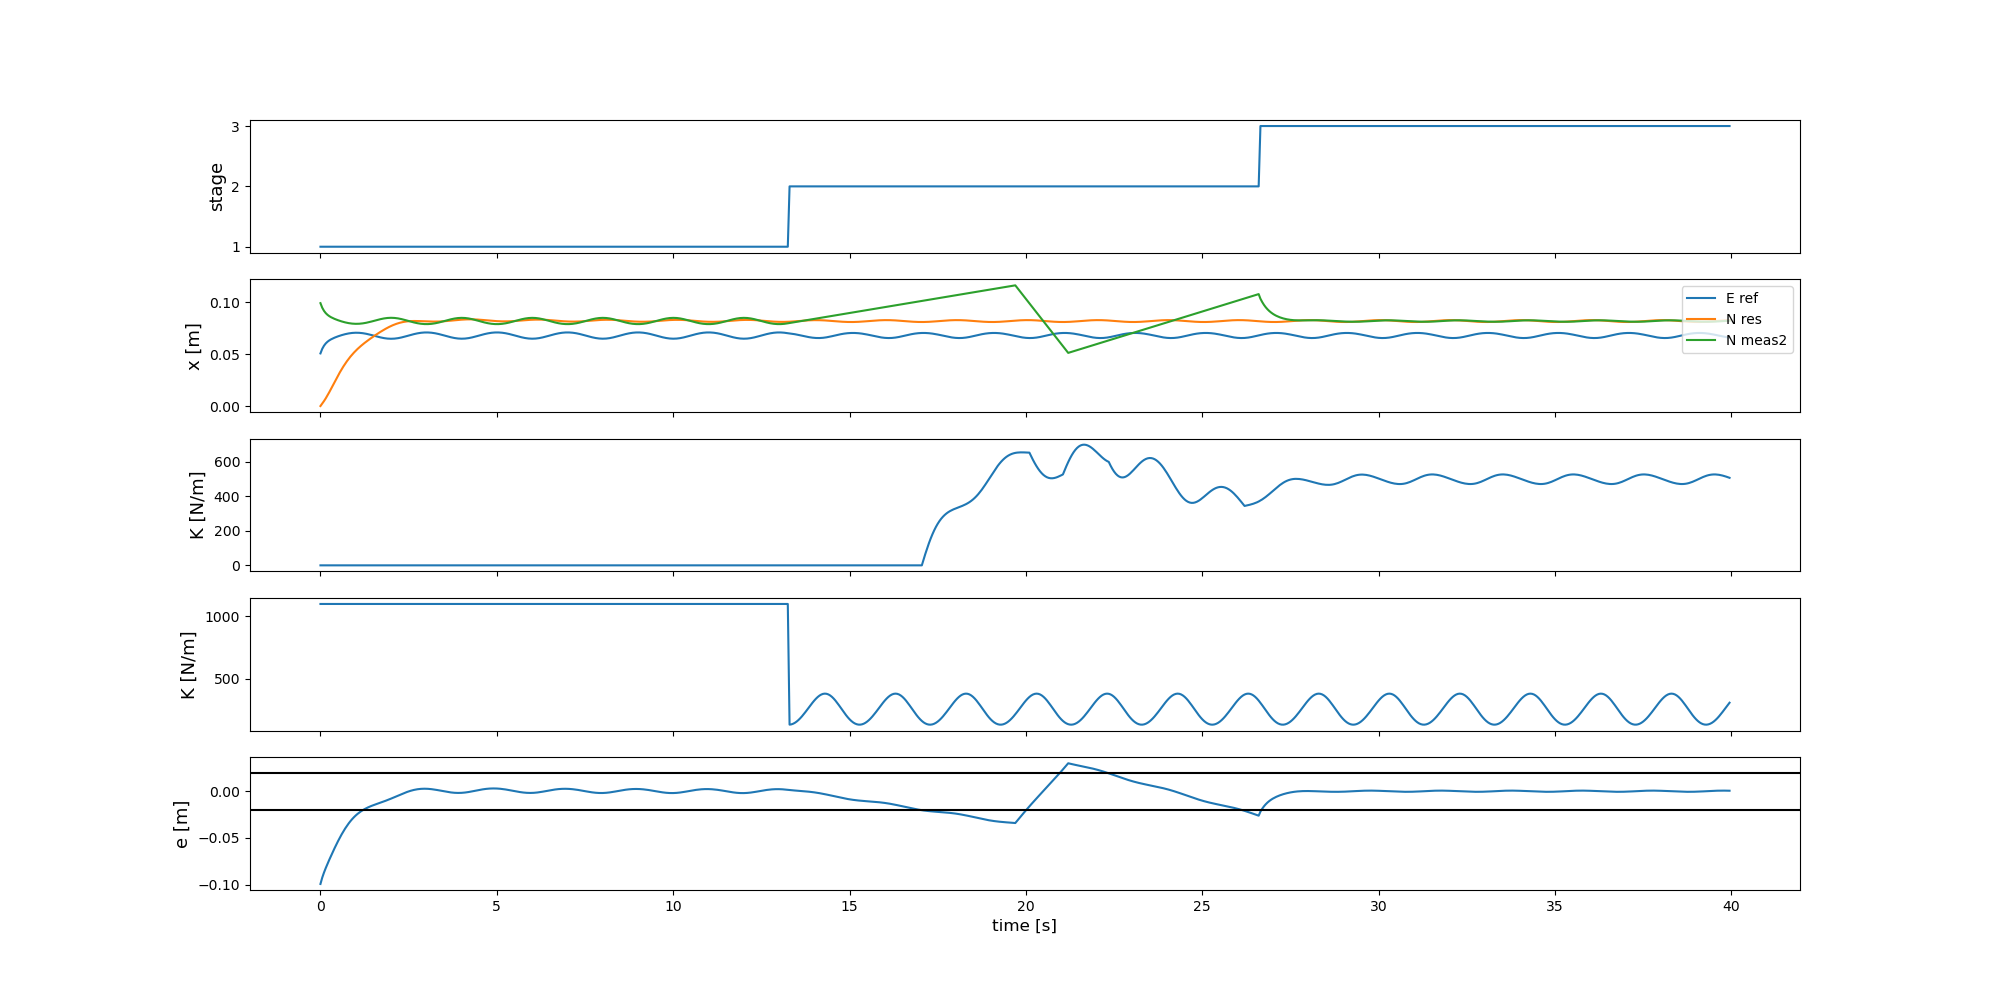 3
2
1
stage
0.10
0.05
0.00
x [m]
E ref
N res
N meas2
600
400
200
0
K [N/m]
1000
500
K [N/m]
0.00
−0.05
−0.10
e [m]
0 5 10 15 20 25 30 35 40
time [s]